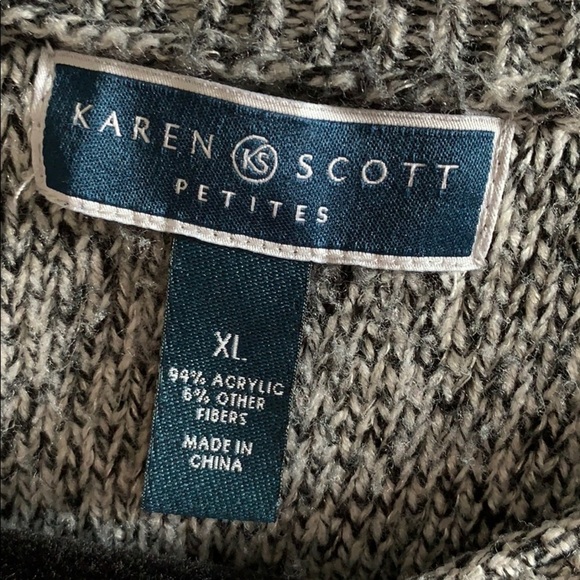 KAREN KS SCOTT
PETITES
XL
94% ACRYLIC
6% OTHER
FIBERS
MADE IN
CHINA